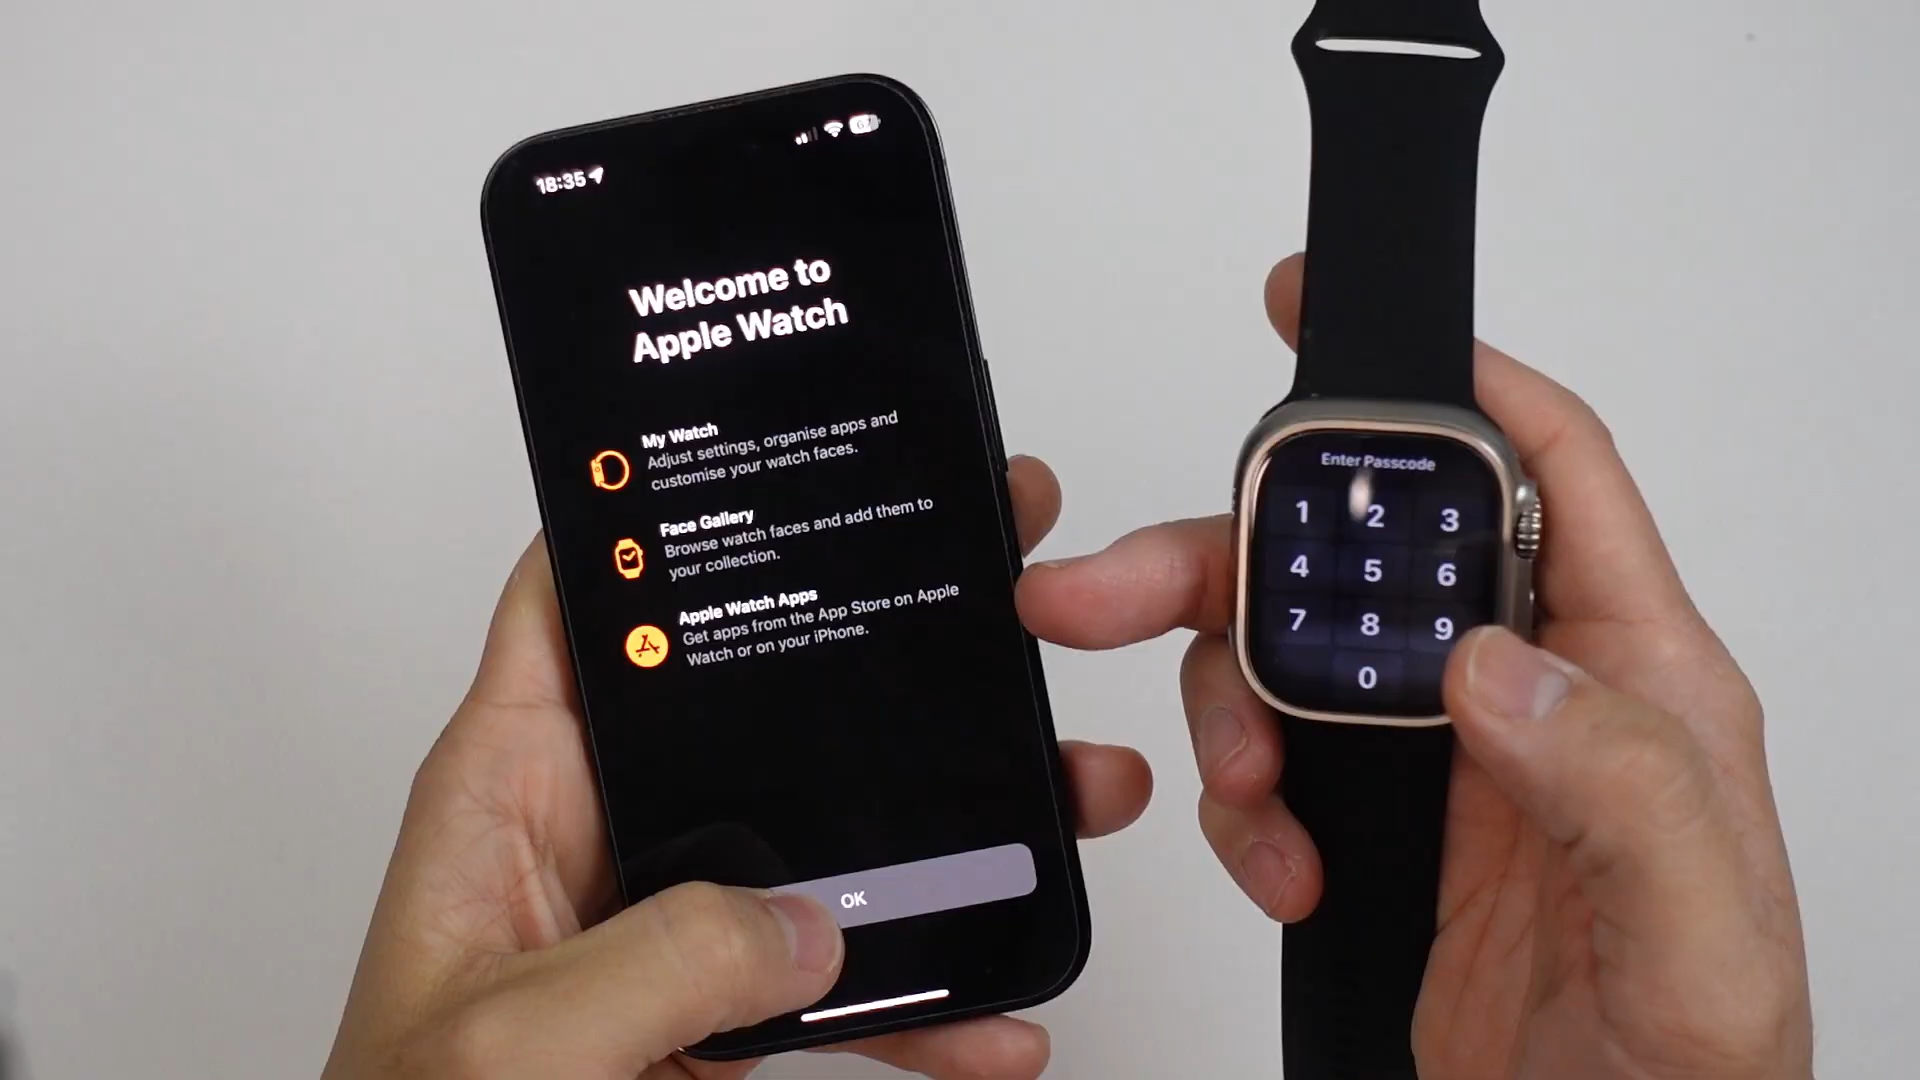 18:35
Welcome to
Apple Watch
My Watch
Adjust settings, organise apps and
customise your watch faces.
Face Gallery
Browse watch faces and add them to
your collection.
Apple Watch Apps
Get apps from the App Store on Apple
Watch or on your iPhone.
OK
Enter Passcode
1 2 3
4 5 6
7 8 9
0